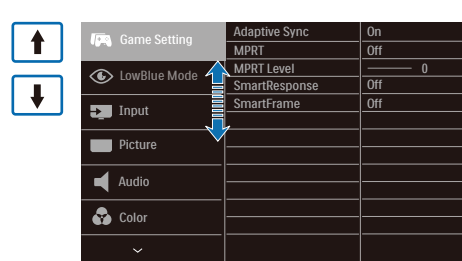 Game Setting
LowBlue Mode
Input
Picture
Audio
Color
Adaptive Sync On
MPRT Off
MPRT Level 0
SmartResponse Off
SmartFrame Off